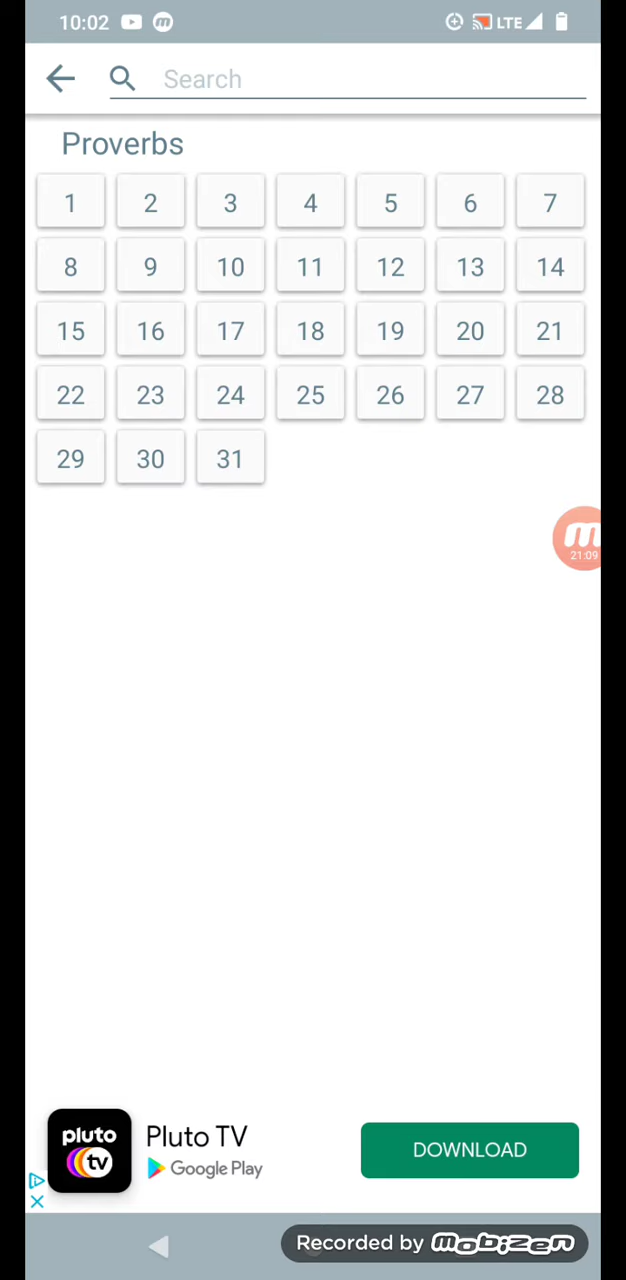 10:02
LTE
Search
Proverbs
1 2 3 4 5 6 7
8 9 10 11 12 13 14
15 16 17 18 19 20 21
22 23 24 25 26 27 28
29 30 31
m
21:09
pluto
tv
Pluto TV
Google Play
DOWNLOAD
Recorded by mobizen